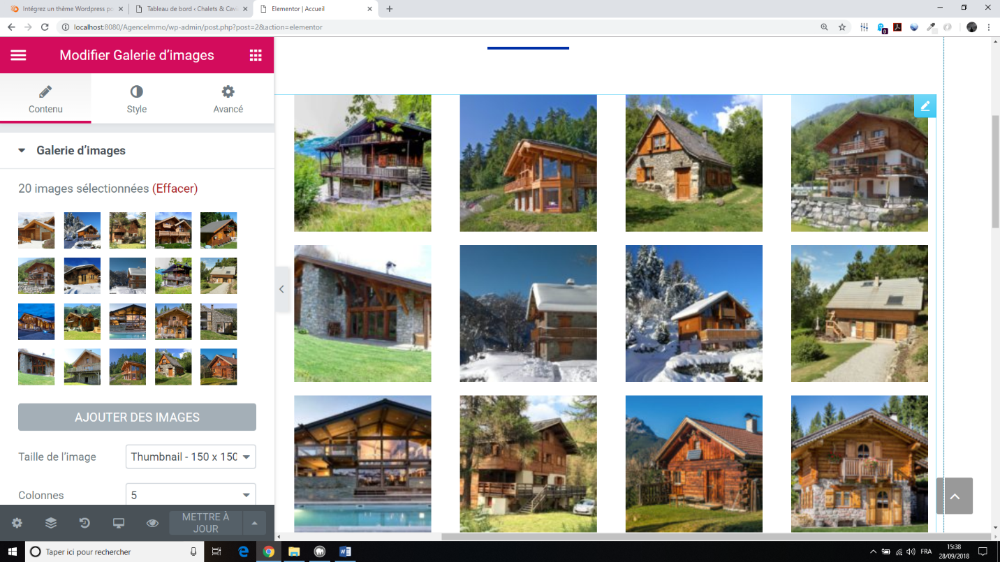 Intégrez un thème Wordpress po
Tableau de bord ‹ Chalets & Cavi
Elementor | Accueil
localhost:8080/AgenceImmo/wp-admin/post.php?post=2&action=elementor
0
Modifier Galerie d'images
Contenu
Style
Avancé
Galerie d'images
20 images sélectionnées (Effacer)
AJOUTER DES IMAGES
Taille de l'image
Thumbnail - 150 x 150
Colonnes
5
METTRE À
JOUR
Taper ici pour rechercher
FRA
15:38
28/09/2018